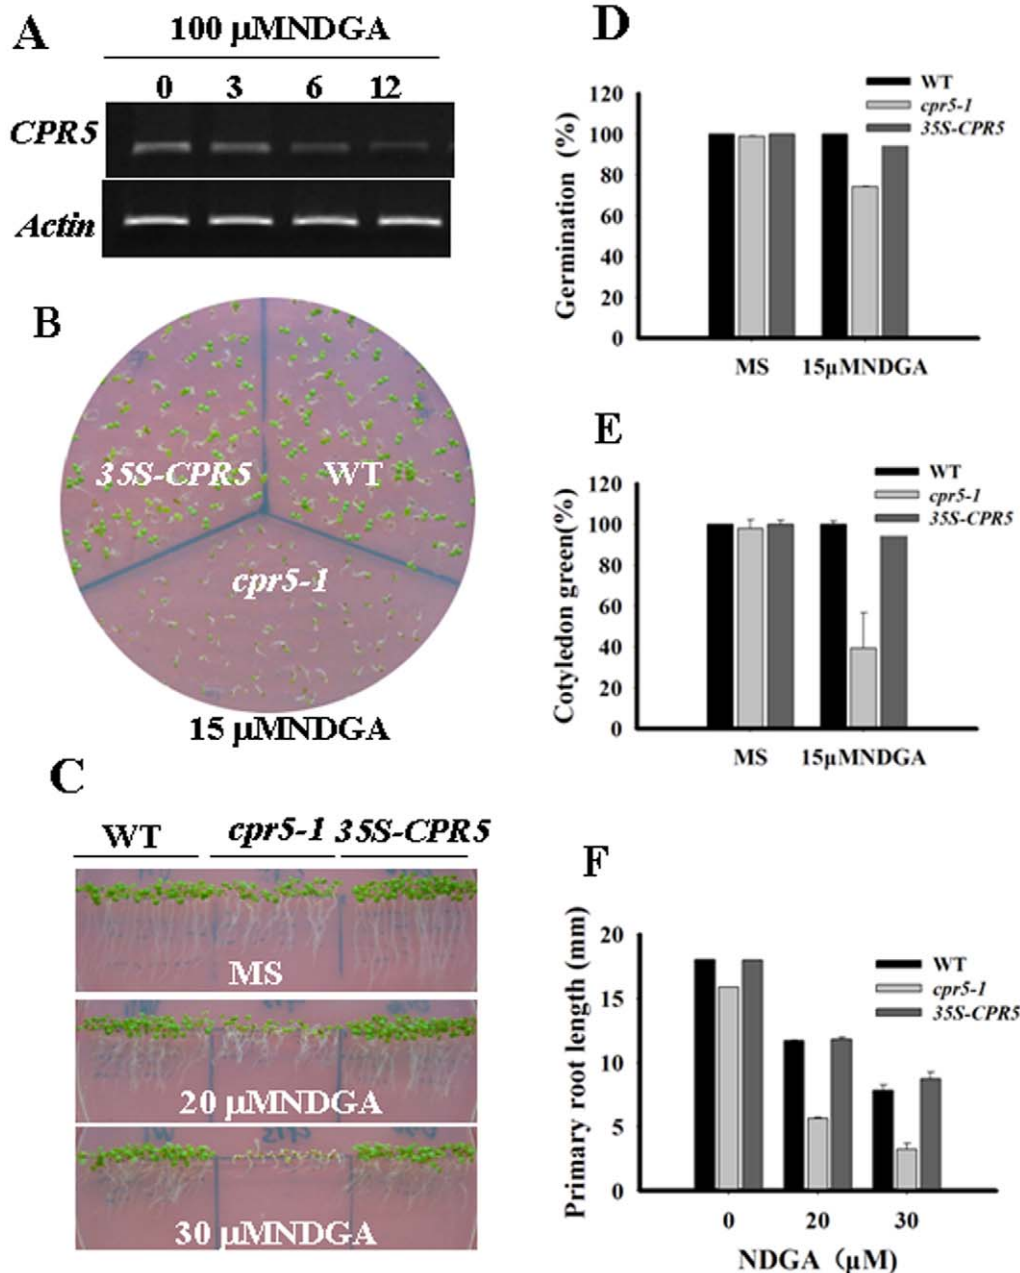 A
100 μMNDGA
0 3 6 12
CPR5
Actin
B
35S-CPR5
WT
cpr5-1
15 μMNDGA
C
WT cpr5-1 35S-CPR5
MS
20 μMNDGA
30 μMNDGA
D
WT
cpr5-1
35S-CPR5
Germination (%)
120
100
80
60
40
20
0
MS 15μMNDGA
E
WT
cpr5-1
35S-CPR5
Cotyledon green(%)
120
100
80
60
40
20
0
MS 15μMNDGA
F
WT
cpr5-1
35S-CPR5
Primary root length (mm)
20
15
10
5
0
0 20 30
NDGA (μM)